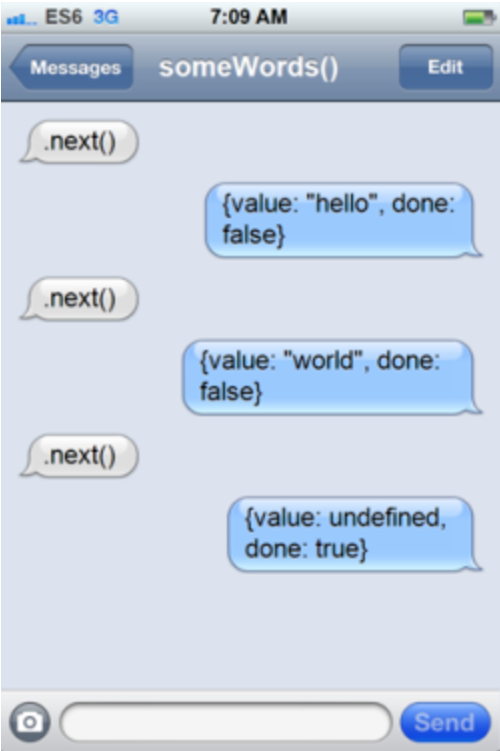 ES6 3G 7:09 AM
Messages someWords() Edit
.next()
{value: "hello", done:
false}
.next()
{value: "world", done:
false}
.next()
{value: undefined,
done: true}
Send